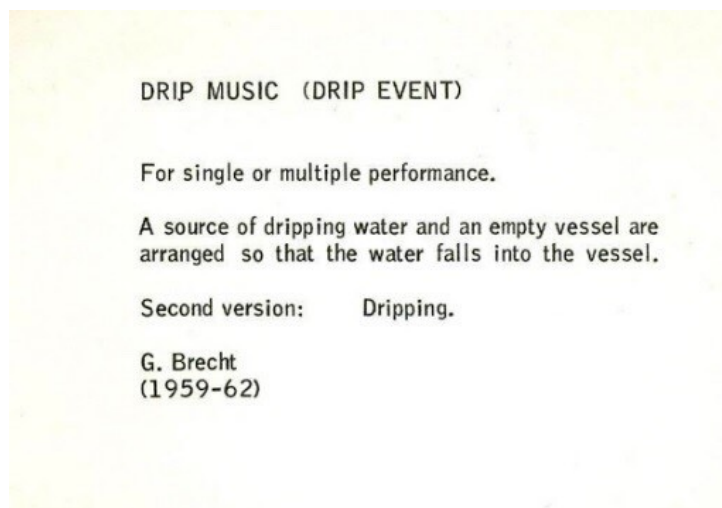 DRIP MUSIC (DRIP EVENT)
For single or multiple performance.
A source of dripping water and an empty vessel are
arranged so that the water falls into the vessel.
Second version: Dripping.
G. Brecht
(1959-62)